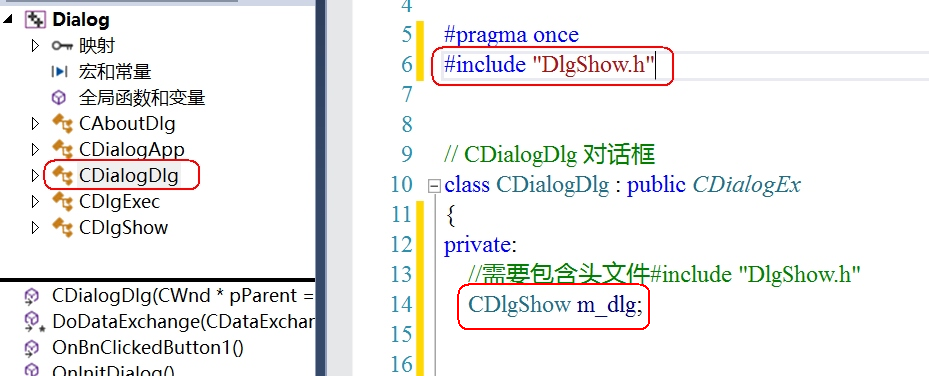 Dialog
映射
宏和常量
全局函数和变量
CAboutDlg
CDialogApp
CDialogDlg
CDlgExec
CDlgShow
CDialogDlg(CWnd * pParent =
DoDataExchange(CDataExchan
OnBnClickedButton1()
OnInitDialog()
4
5 #pragma once
6 #include "DlgShow.h"
7
8
9 // CDialogDlg 对话框
10 class CDialogDlg : public CDialogEx
11 {
12 private:
13 //需要包含头文件#include "DlgShow.h"
14 CDlgShow m_dlg;
15
16